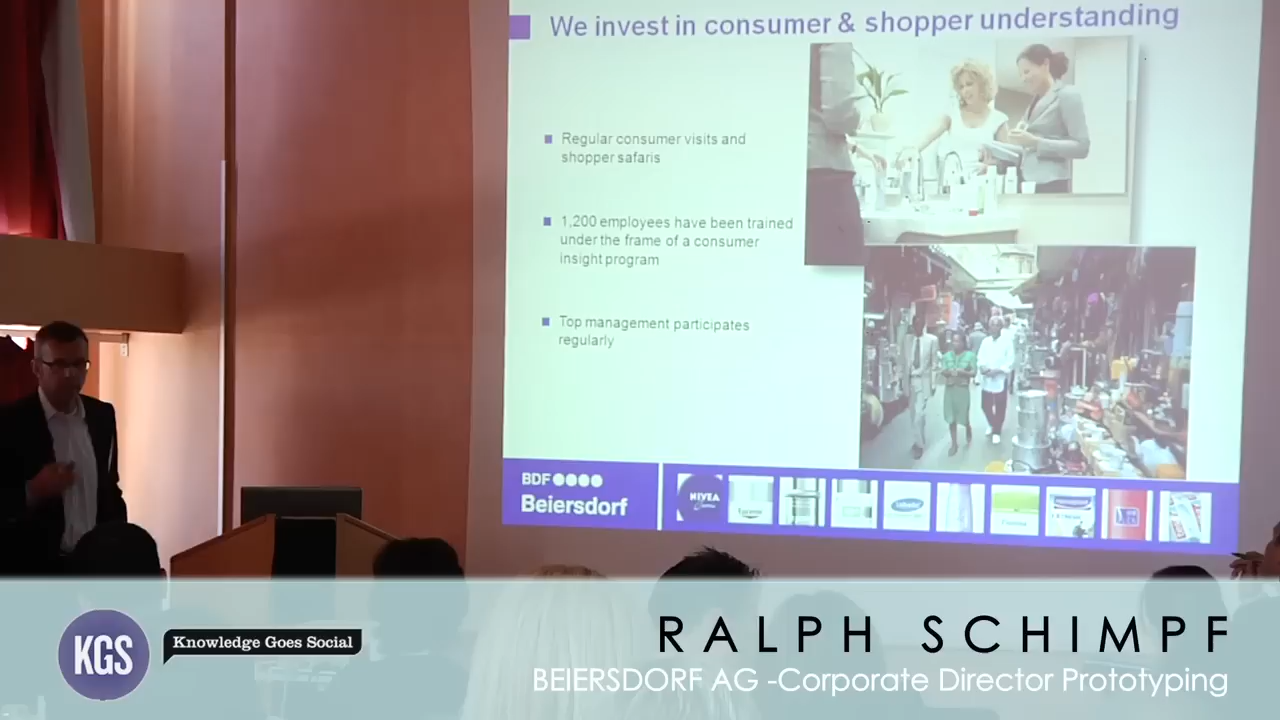 We invest in consumer & shopper understanding
Regular consumer visits and
shopper safaris
1,200 employees have been trained
under the frame of a consumer
insight program
Top management participates
regularly
BDF
Beiersdorf
NIVEA
KGS
Knowledge Goes Social
RALPH SCHIMPF
BEIERSDORF AG -Corporate Director Prototyping